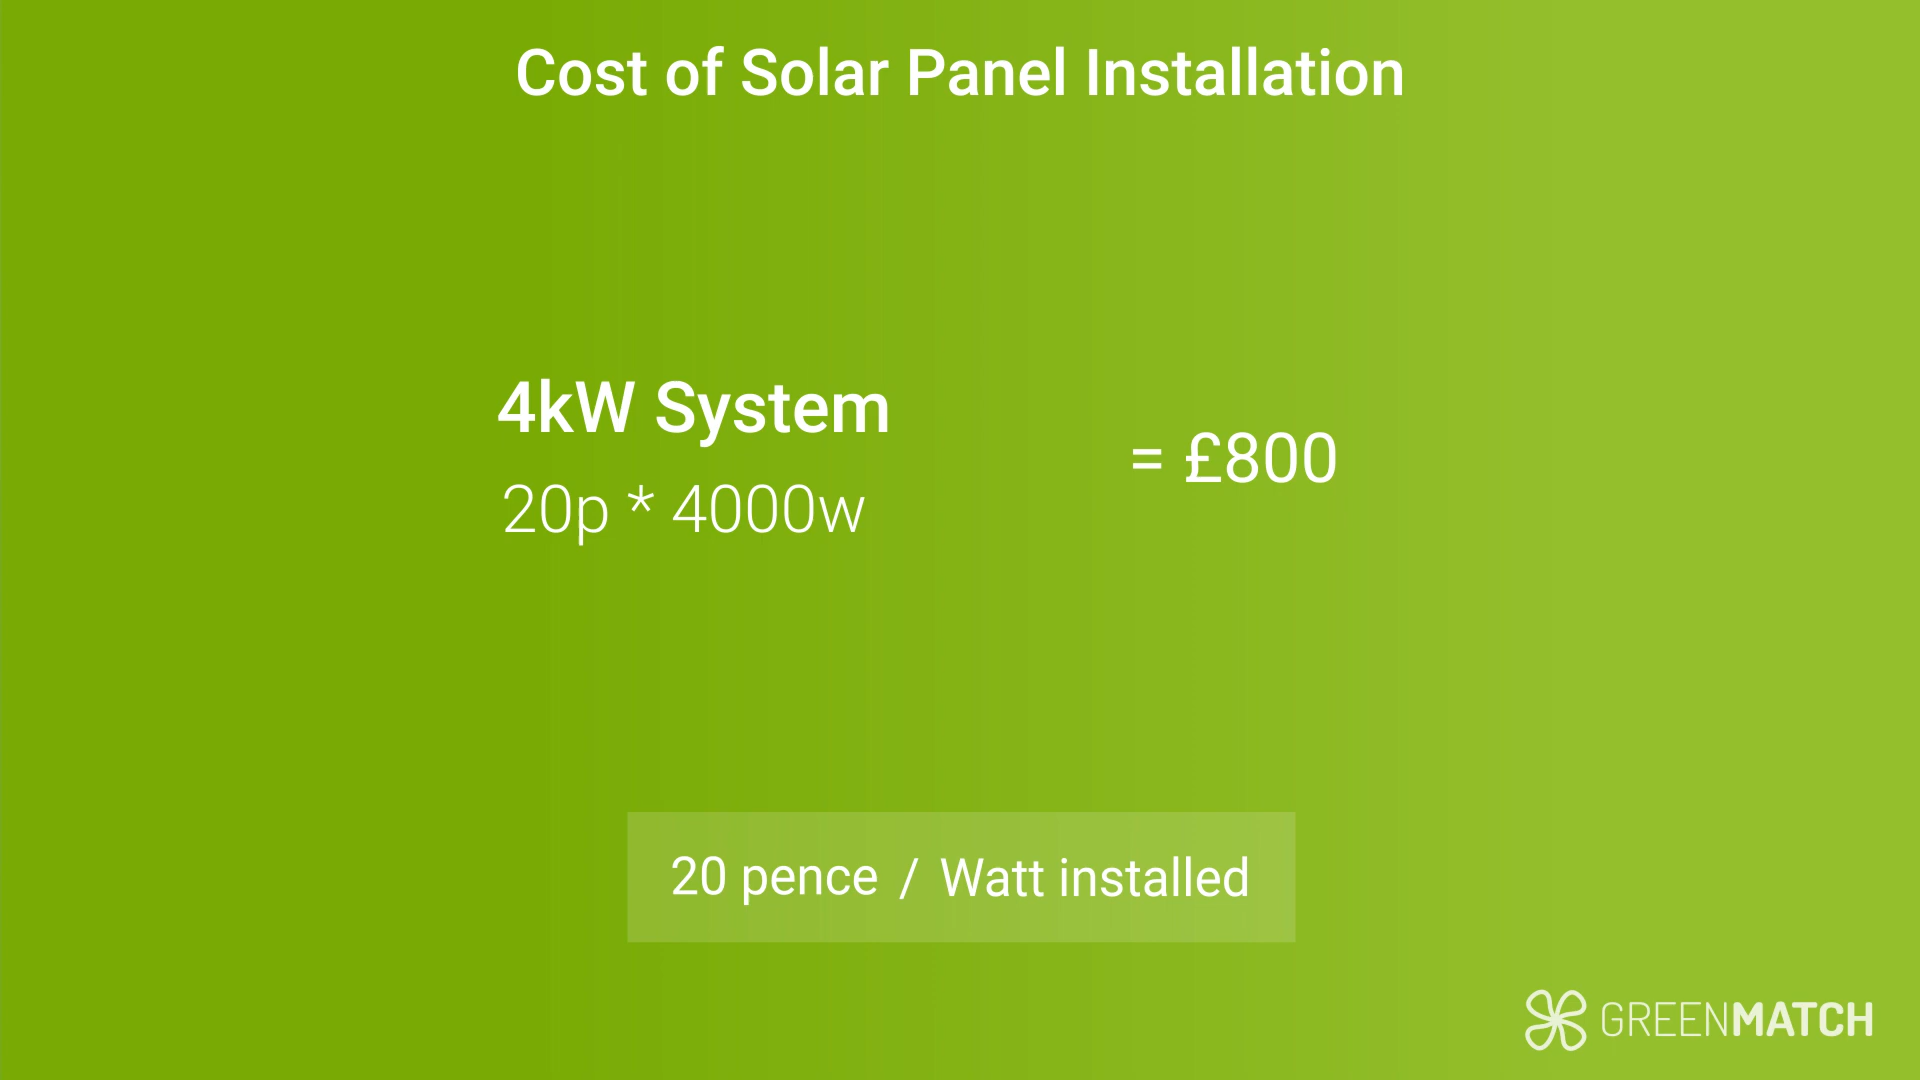 Cost of Solar Panel Installation
4kW System
20p * 4000w
= £800
20 pence / Watt installed
GREENMATCH